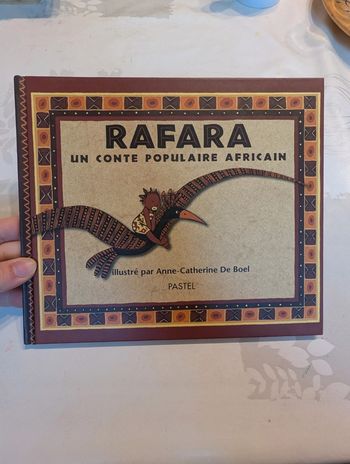 RAFARA
UN CONTE POPULAIRE AFRICAIN
illustré par Anne-Catherine De Boel
PASTEL